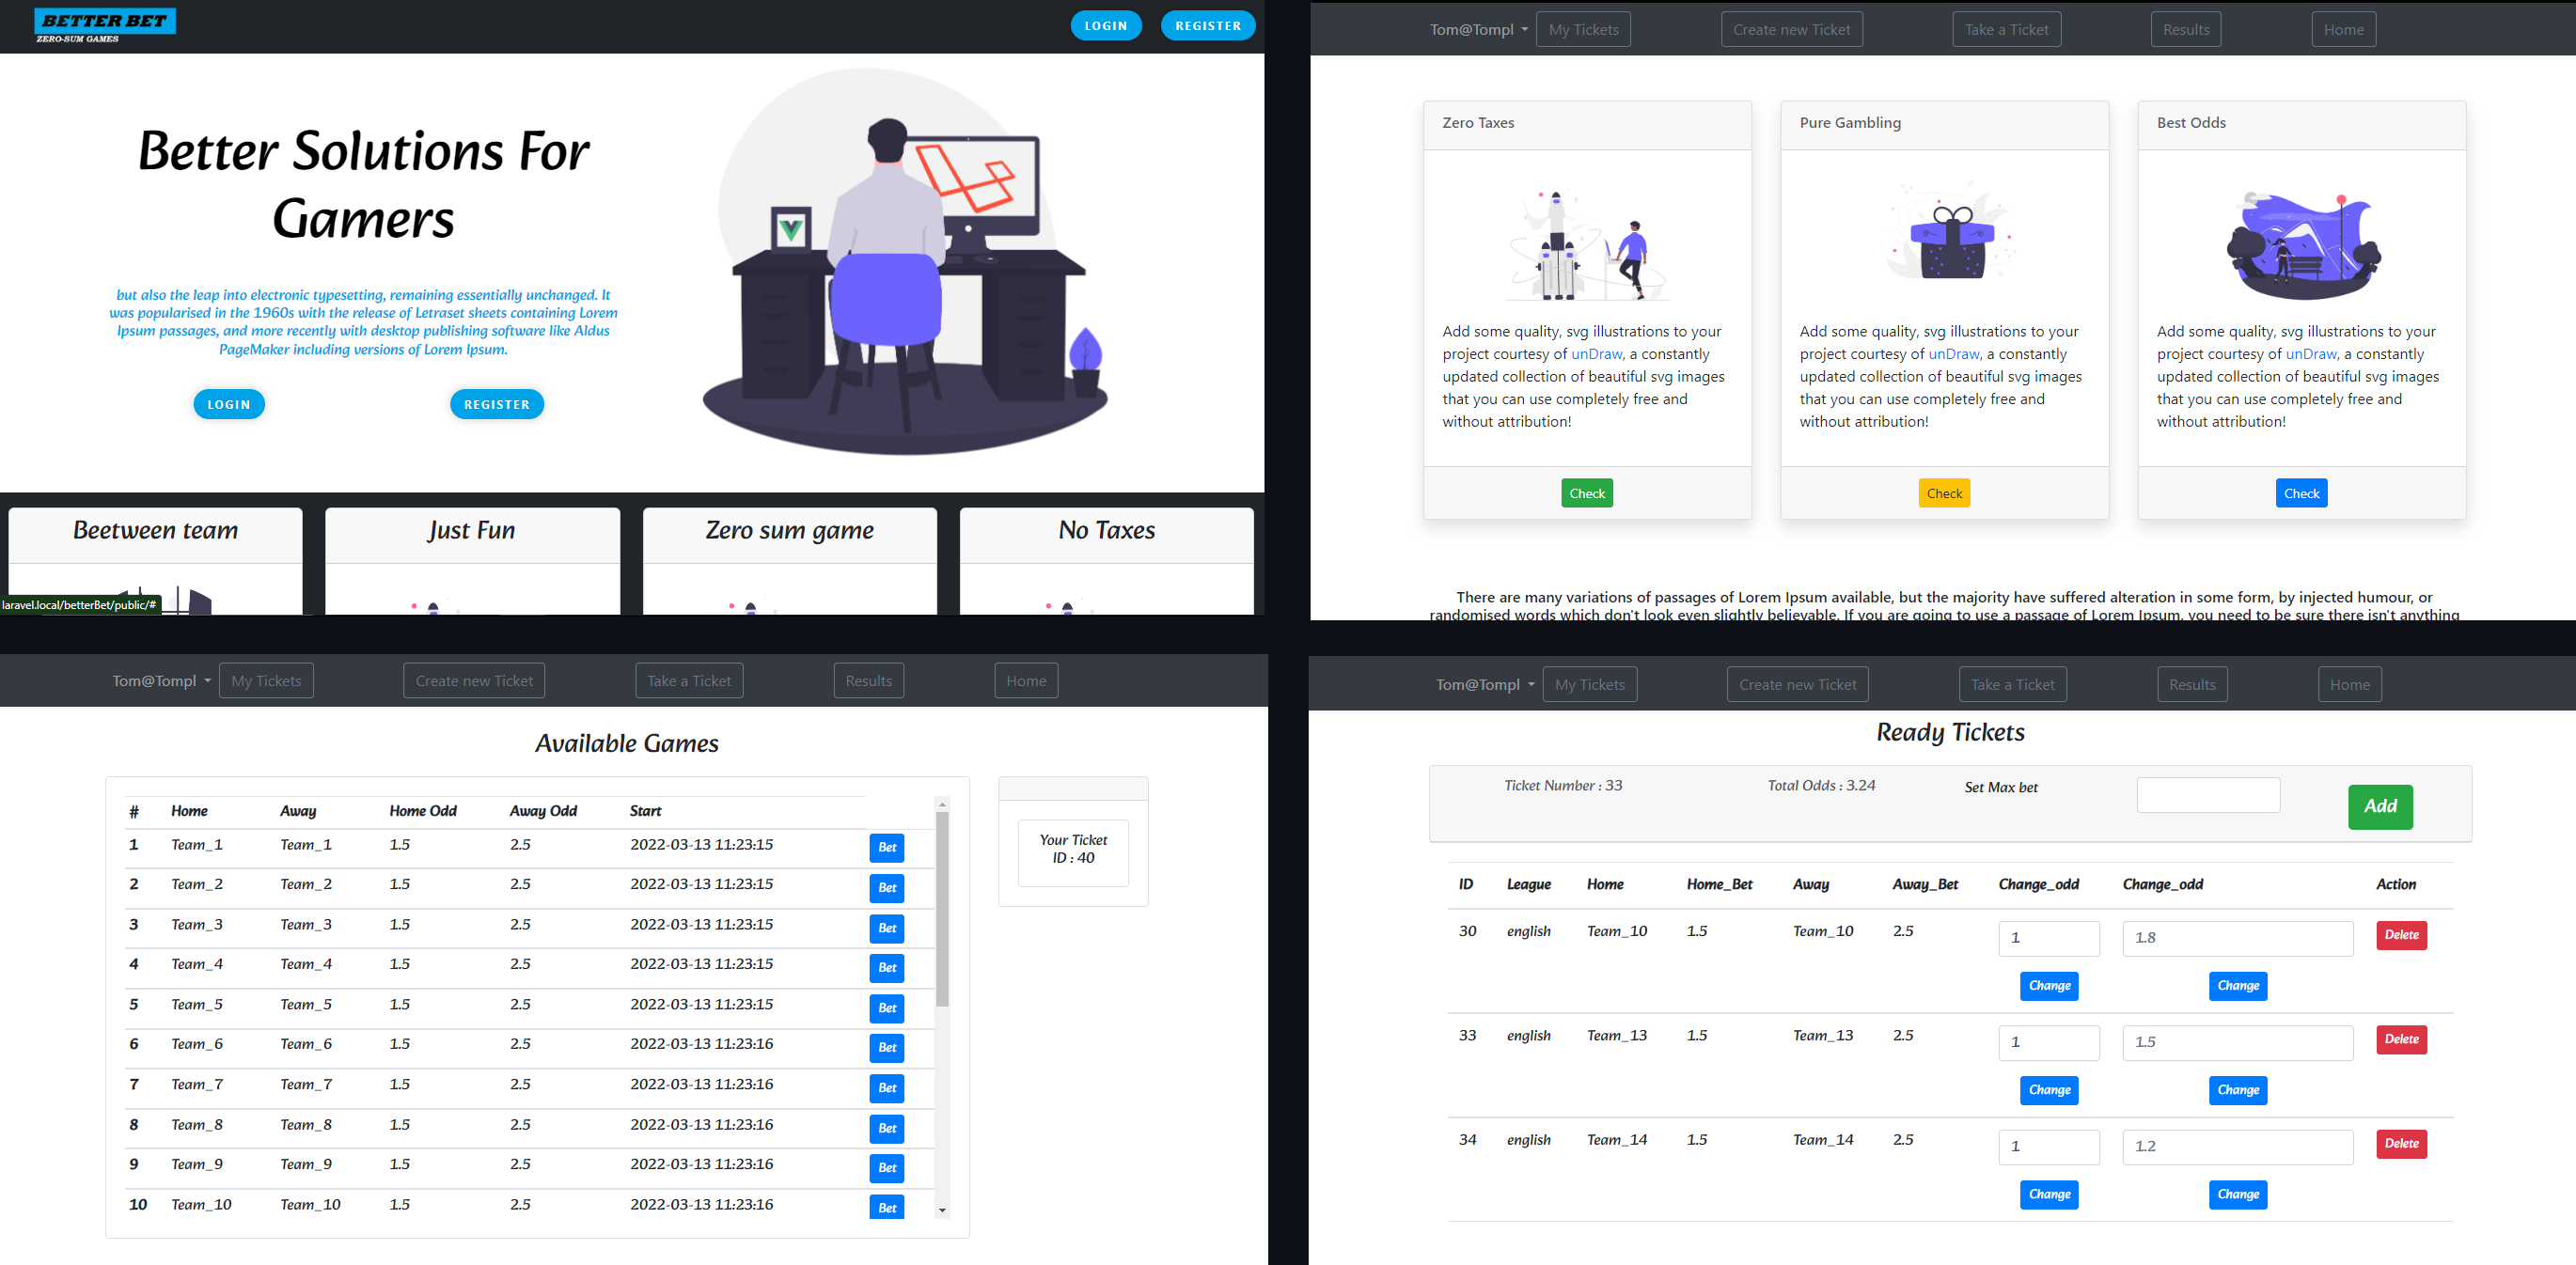 BETTER BET
ZERO-SUM GAMES
LOGIN
REGISTER
Better Solutions For
Gamers
but also the leap into electronic typesetting, remaining essentially unchanged. It
was popularised in the 1960s with the release of Letraset sheets containing Lorem
Ipsum passages, and more recently with desktop publishing software like Aldus
PageMaker including versions of Lorem Ipsum.
LOGIN
REGISTER
Beetween team
Just Fun
Zero sum game
No Taxes
laravel.local/betterBet/public/#
Tom@Tompl
My Tickets
Create new Ticket
Take a Ticket
Results
Home
Zero Taxes
Add some quality, svg illustrations to your
project courtesy of unDraw, a constantly
updated collection of beautiful svg images
that you can use completely free and
without attribution!
Check
Pure Gambling
Add some quality, svg illustrations to your
project courtesy of unDraw, a constantly
updated collection of beautiful svg images
that you can use completely free and
without attribution!
Check
Best Odds
Add some quality, svg illustrations to your
project courtesy of unDraw, a constantly
updated collection of beautiful svg images
that you can use completely free and
without attribution!
Check
There are many variations of passages of Lorem Ipsum available, but the majority have suffered alteration in some form, by injected humour, or
randomised words which don't look even slightly believable. If you are going to use a passage of Lorem Ipsum, you need to be sure there isn't anything
Tom@Tompl
My Tickets
Create new Ticket
Take a Ticket
Results
Home
Available Games
# Home Away Home Odd Away Odd Start
1 Team_1 Team_1 1.5 2.5 2022-03-13 11:23:15 Bet
2 Team_2 Team_2 1.5 2.5 2022-03-13 11:23:15 Bet
3 Team_3 Team_3 1.5 2.5 2022-03-13 11:23:15 Bet
4 Team_4 Team_4 1.5 2.5 2022-03-13 11:23:15 Bet
5 Team_5 Team_5 1.5 2.5 2022-03-13 11:23:15 Bet
6 Team_6 Team_6 1.5 2.5 2022-03-13 11:23:16 Bet
7 Team_7 Team_7 1.5 2.5 2022-03-13 11:23:16 Bet
8 Team_8 Team_8 1.5 2.5 2022-03-13 11:23:16 Bet
9 Team_9 Team_9 1.5 2.5 2022-03-13 11:23:16 Bet
10 Team_10 Team_10 1.5 2.5 2022-03-13 11:23:16 Bet
Your Ticket
ID : 40
Tom@Tompl
My Tickets
Create new Ticket
Take a Ticket
Results
Home
Ready Tickets
Ticket Number : 33 Total Odds : 3.24 Set Max bet Add
ID League Home Home_Bet Away Away_Bet Change_odd Change_odd Action
30 english Team_10 1.5 Team_10 2.5 1 1.8 Delete
Change Change
33 english Team_13 1.5 Team_13 2.5 1 1.5 Delete
Change Change
34 english Team_14 1.5 Team_14 2.5 1 1.2 Delete
Change Change